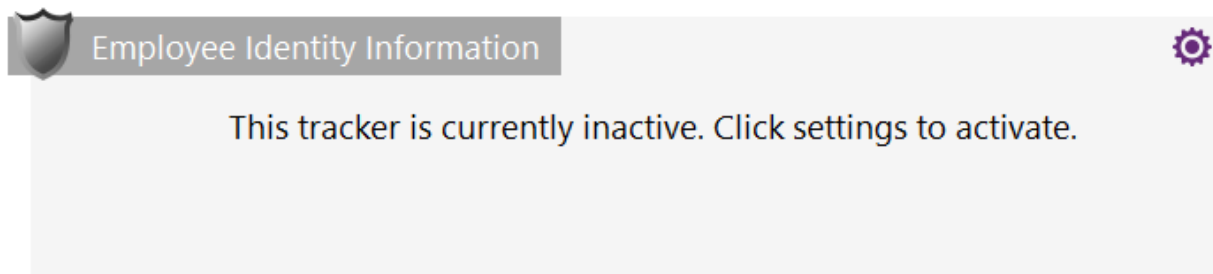 Employee Identity Information
This tracker is currently inactive. Click settings to activate.